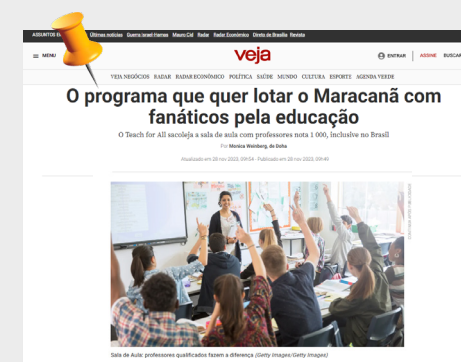 ASSUNTOS Últimas notícias Guerra Israel-Hamas Mauro Cid Radar Radar Econômico Direto de Brasília Revista
MENU veja ENTRAR ASSINE BUSCAR
VEJA NEGÓCIOS RADAR RADAR ECONÔMICO POLÍTICA SAÚDE MUNDO CULTURA ESPORTE AGENDA VERDE
O programa que quer lotar o Maracanã com
fanáticos pela educação
O Teach for All sacoleja a sala de aula com professores nota 1 000, inclusive no Brasil
Por Monica Weinberg, de Doha
Atualizado em 28 nov 2023, 09h54 - Publicado em 28 nov 2023, 09h49
Sala de Aula: professores qualificados fazem a diferença (Getty Images/Getty Images)